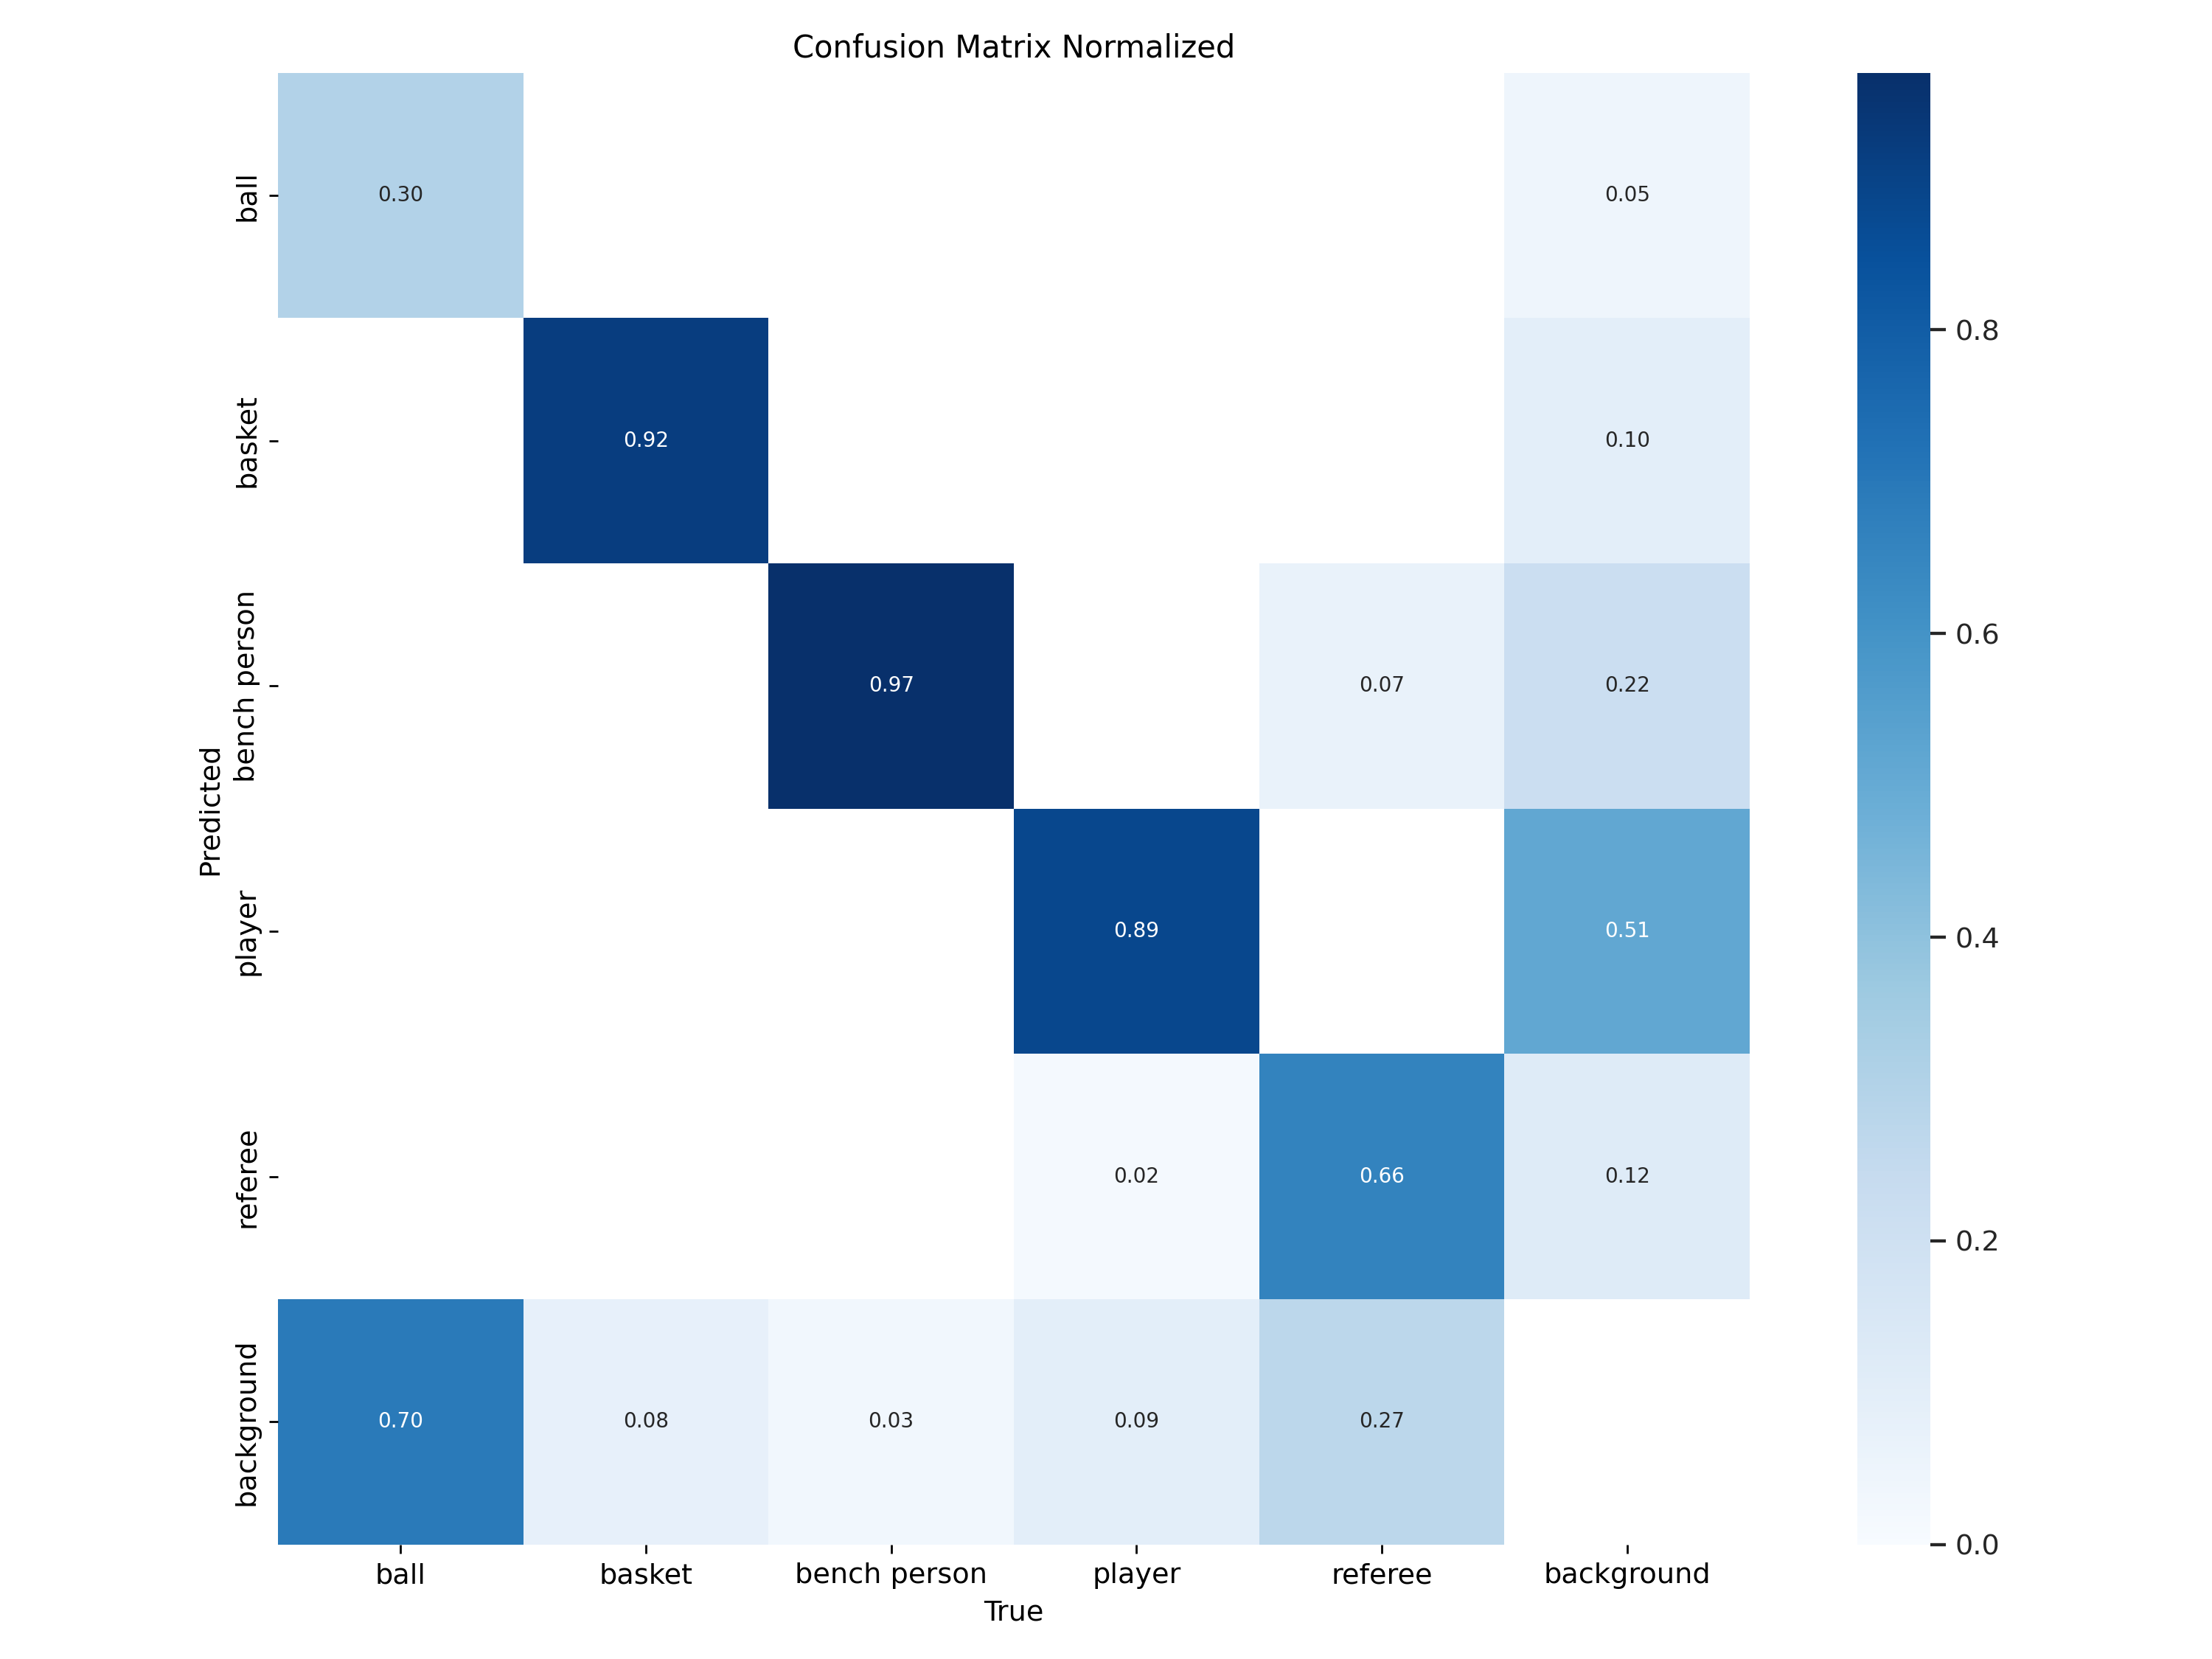 Confusion Matrix Normalized
ball
0.30
0.05
basket
0.92
0.10
0.8
bench person
0.97
0.07
0.22
0.6
Predicted
player
0.89
0.51
0.4
referee
0.02
0.66
0.12
0.2
background
0.70
0.08
0.03
0.09
0.27
0.0
ball
basket
bench person
player
referee
background
True